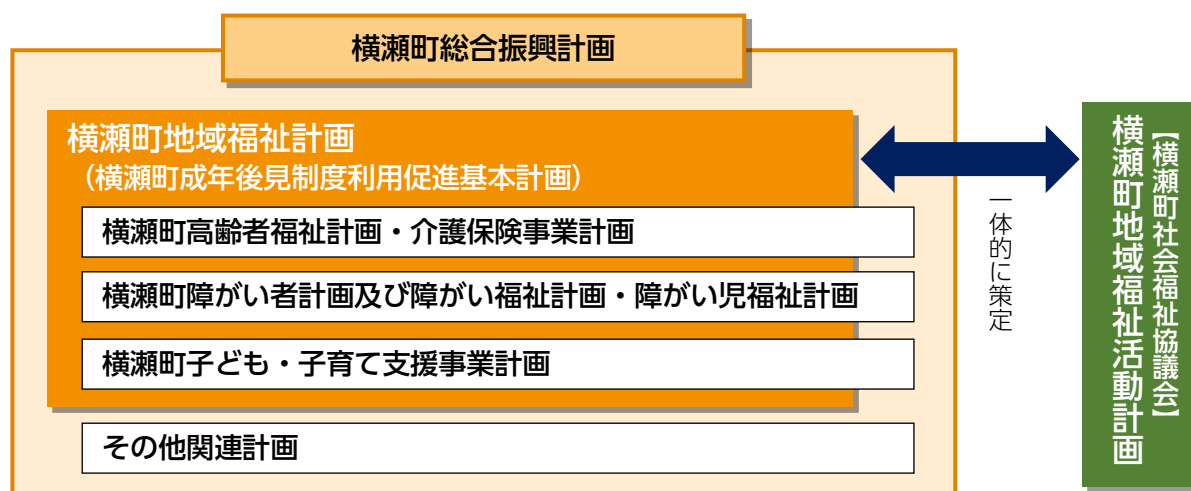 横瀬町総合振興計画
横瀬町地域福祉計画
（横瀬町成年後見制度利用促進基本計画）
横瀬町高齢者福祉計画・介護保険事業計画
横瀬町障がい者計画及び障がい福祉計画・障がい児福祉計画
横瀬町子ども・子育て支援事業計画
その他関連計画
一体的に策定
【横瀬町社会福祉協議会】
横瀬町地域福祉活動計画